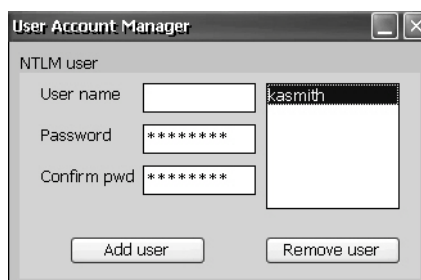 User Account Manager
NTLM user
User name
kasmith
Password ********
Confirm pwd ********
Add user Remove user